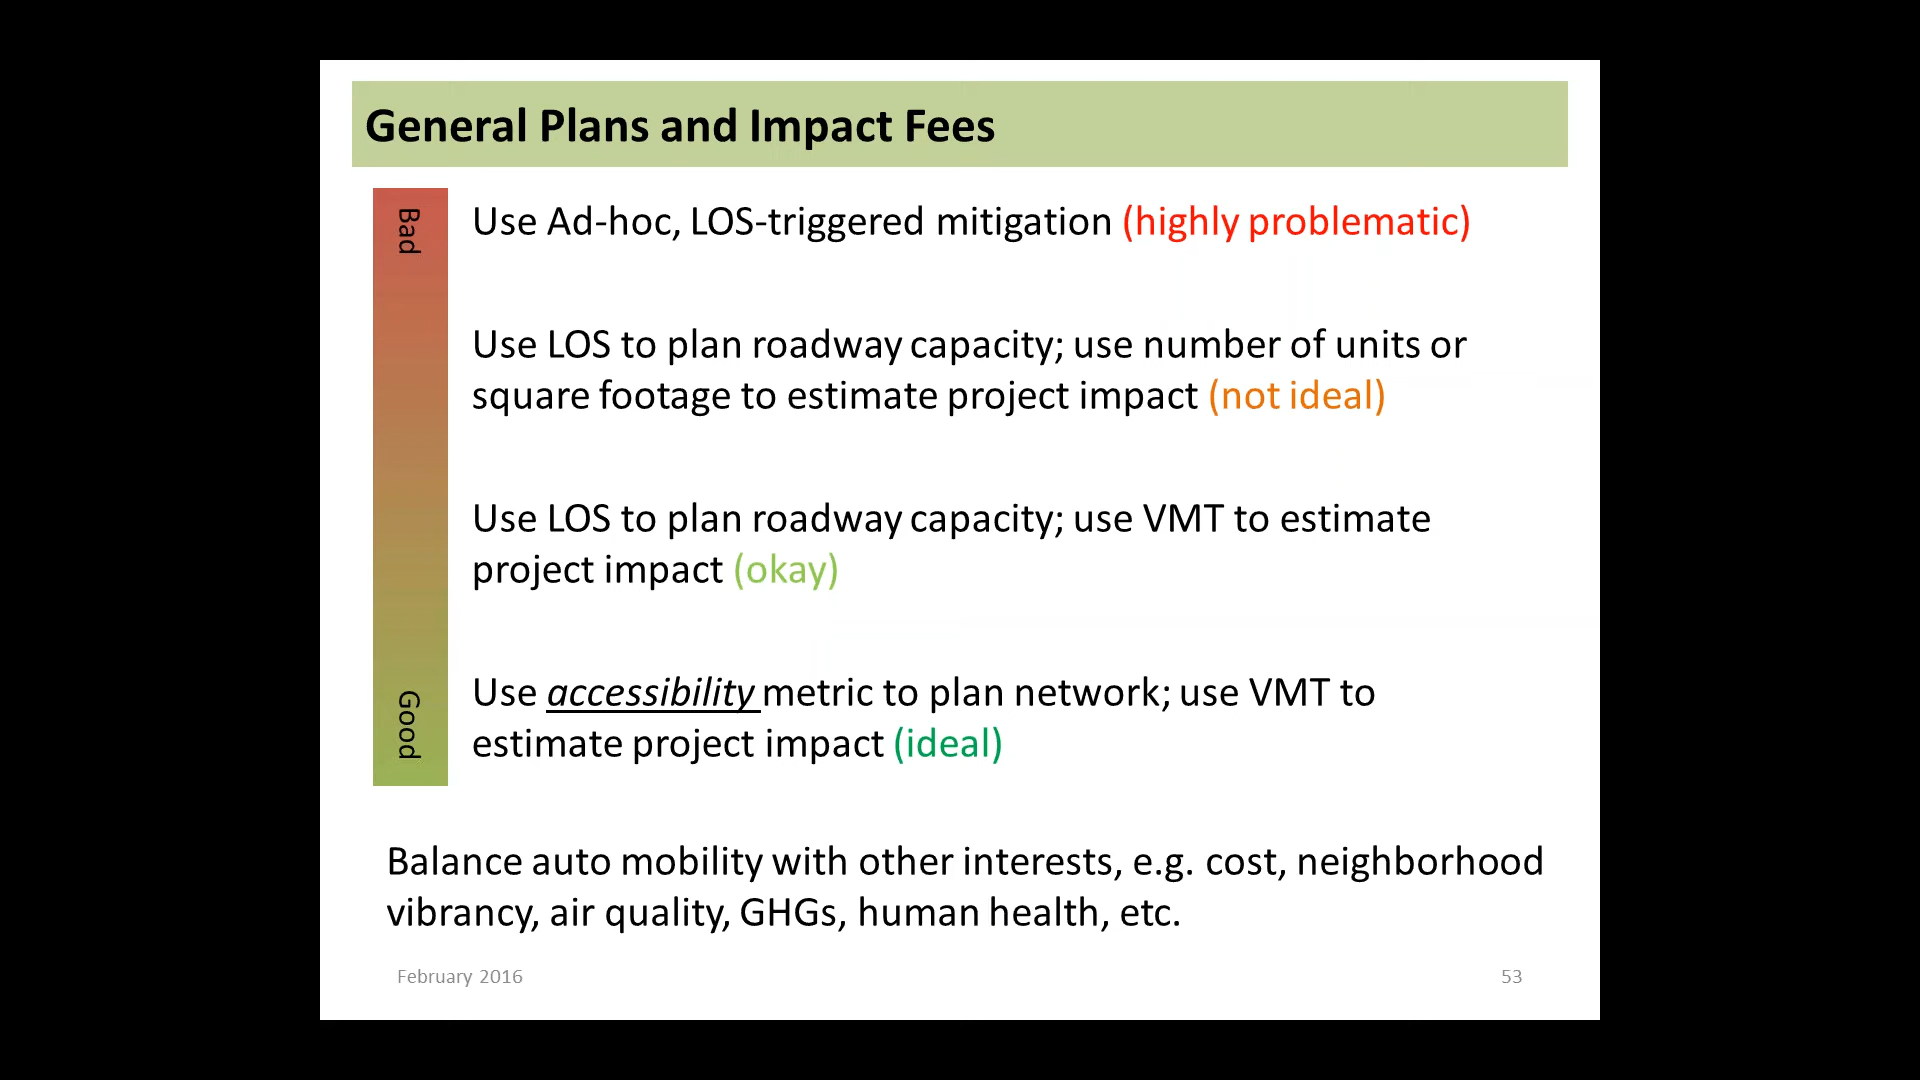 General Plans and Impact Fees
Bad
Use Ad-hoc, LOS-triggered mitigation (highly problematic)
Use LOS to plan roadway capacity; use number of units or
square footage to estimate project impact (not ideal)
Use LOS to plan roadway capacity; use VMT to estimate
project impact (okay)
Good
Use accessibility metric to plan network; use VMT to
estimate project impact (ideal)
Balance auto mobility with other interests, e.g. cost, neighborhood
vibrancy, air quality, GHGs, human health, etc.
February 2016
53